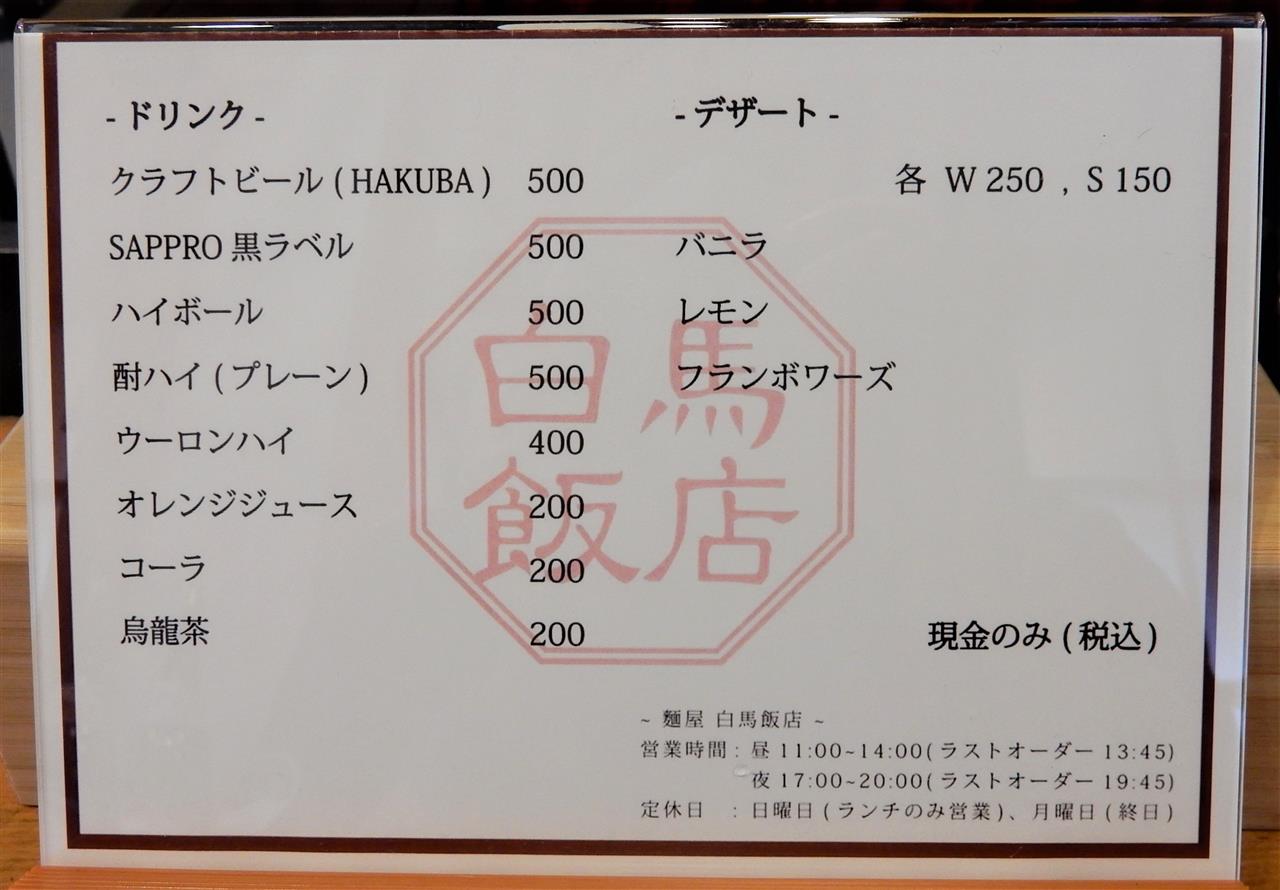 - ドリンク -
クラフトビール ( HAKUBA ) 500
SAPPRO 黒ラベル 500
ハイボール 500
酎ハイ ( プレーン ) 500
ウーロンハイ 400
オレンジジュース 200
コーラ 200
烏龍茶 200
- デザート -
各 W 250 , S 150
バニラ
レモン
フランボワーズ
白馬
飯店
現金のみ ( 税込 )
~ 麺屋 白馬飯店 ~
営業時間 : 昼 11:00~14:00( ラストオーダー 13:45)
夜 17:00~20:00( ラストオーダー 19:45)
定休日 : 日曜日 ( ランチのみ営業 )、月曜日 ( 終日 )